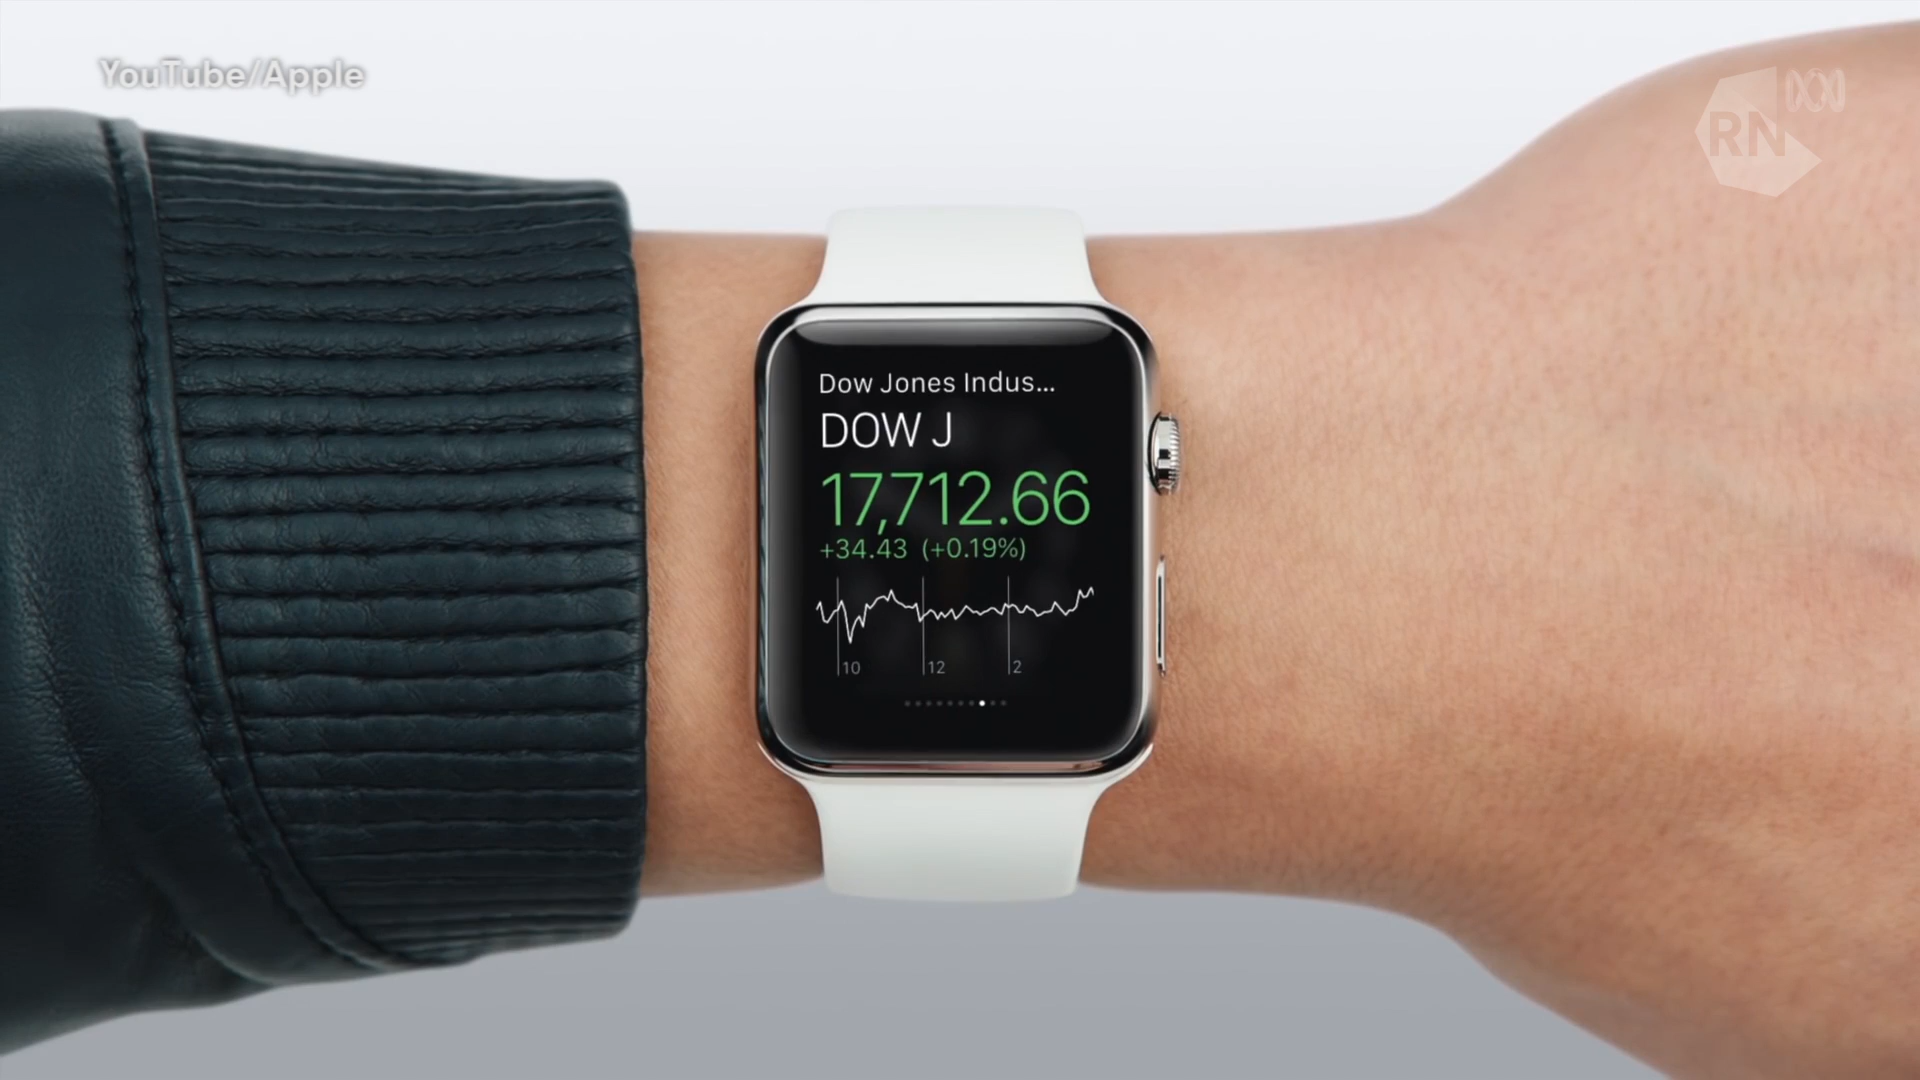 YouTube/Apple
RN
Dow Jones Indus...
DOW J
17,712.66
+34.43 (+0.19%)
10 12 2